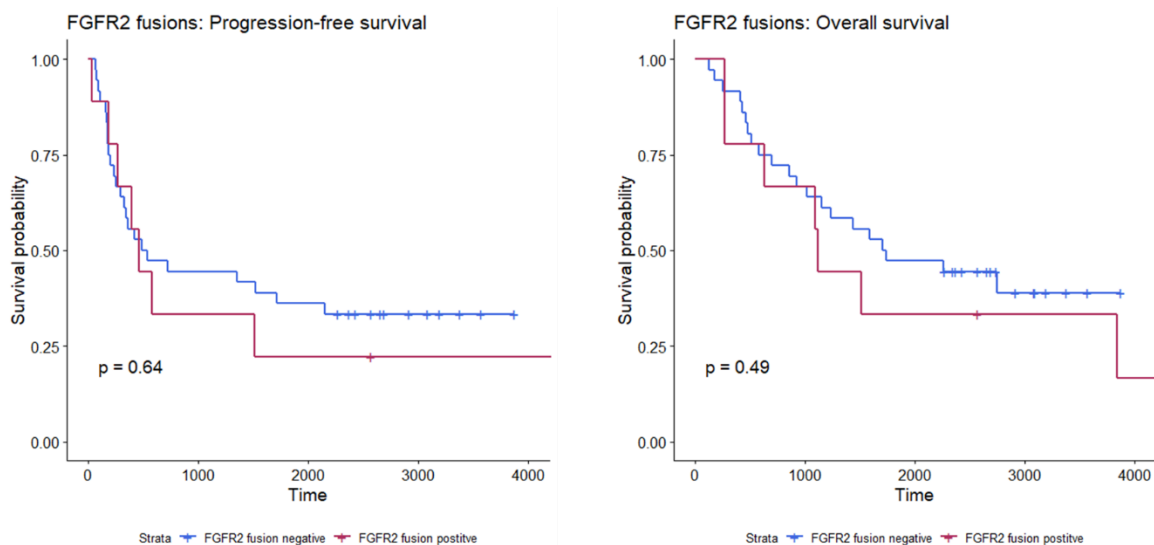 FGFR2 fusions: Progression-free survival
1.00
0.75
0.50
0.25
0.00
Survival probability
p = 0.64
0 1000 2000 3000 4000
Time
Strata FGFR2 fusion negative FGFR2 fusion positve
FGFR2 fusions: Overall survival
1.00
0.75
0.50
0.25
0.00
Survival probability
p = 0.49
0 1000 2000 3000 4000
Time
Strata FGFR2 fusion negative FGFR2 fusion positve